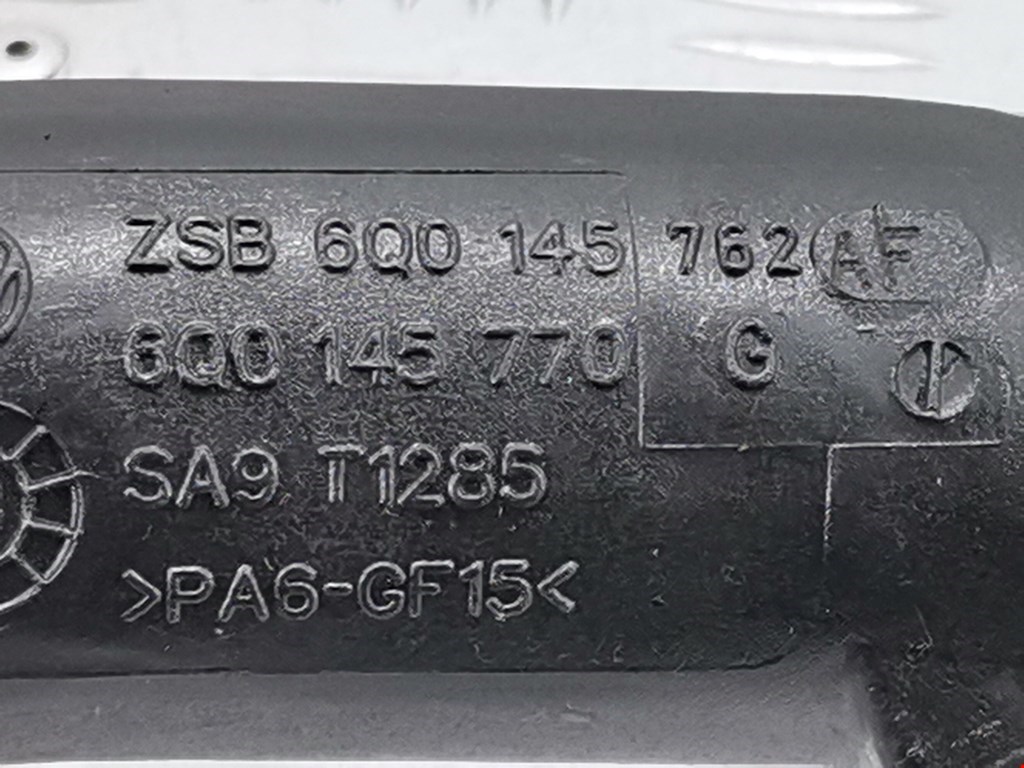 ZSB 6Q0 145 762 AF
6Q0 145 770 G
SA9 T1285
>PA6-GF15<